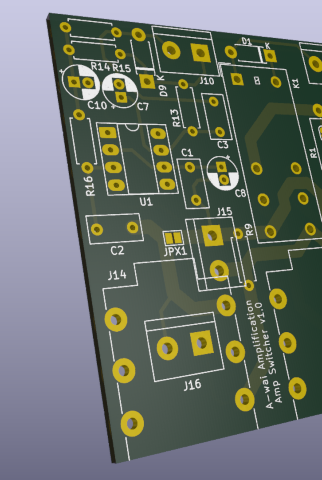 D1
K
R14
R15
K
D9
J10
B
K1
C10
C7
R13
C3
R1
C1
R16
U1
C8
J15
R9
C2
JPX1
J14
A-wai Amplification
Amp Switcher v1.0
J16